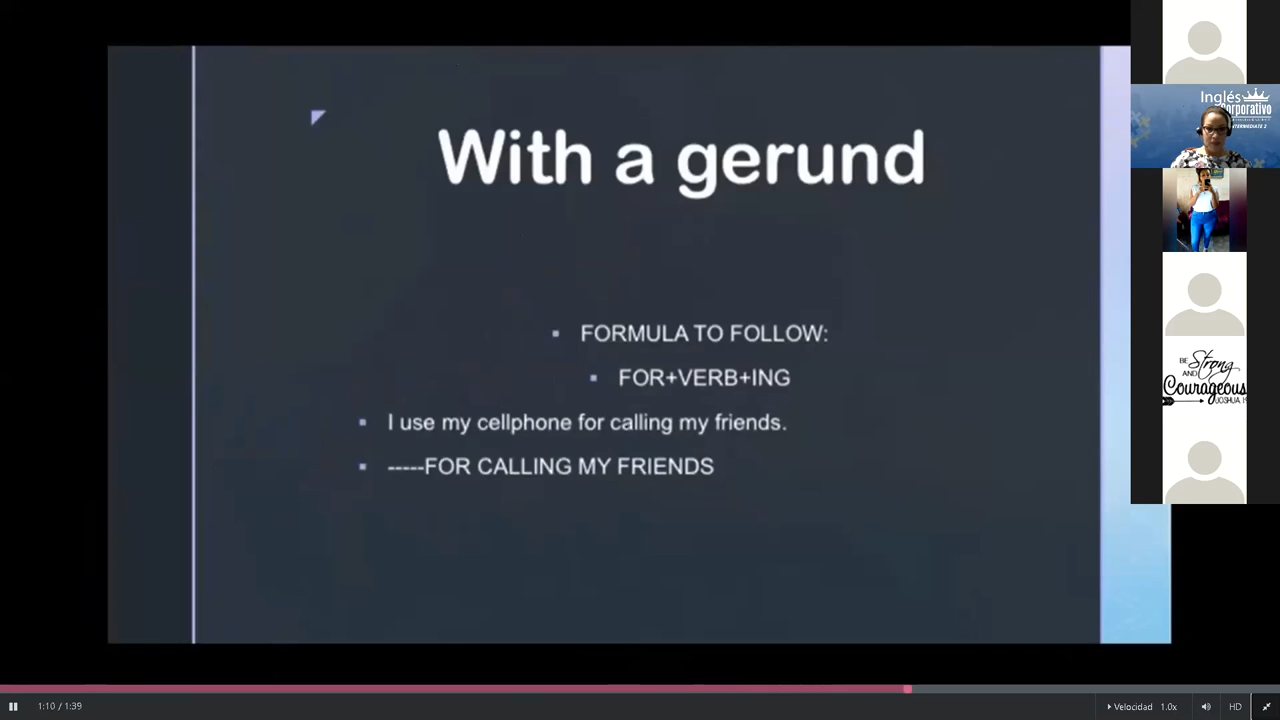 With a gerund
FORMULA TO FOLLOW:
FOR+VERB+ING
I use my cellphone for calling my friends.
-----FOR CALLING MY FRIENDS
Inglés
Corporativo
INTERMEDIATE 2
BE
Strong
AND
Courageous
JOSHUA 1:
1:10 / 1:39
Velocidad 1.0x
HD